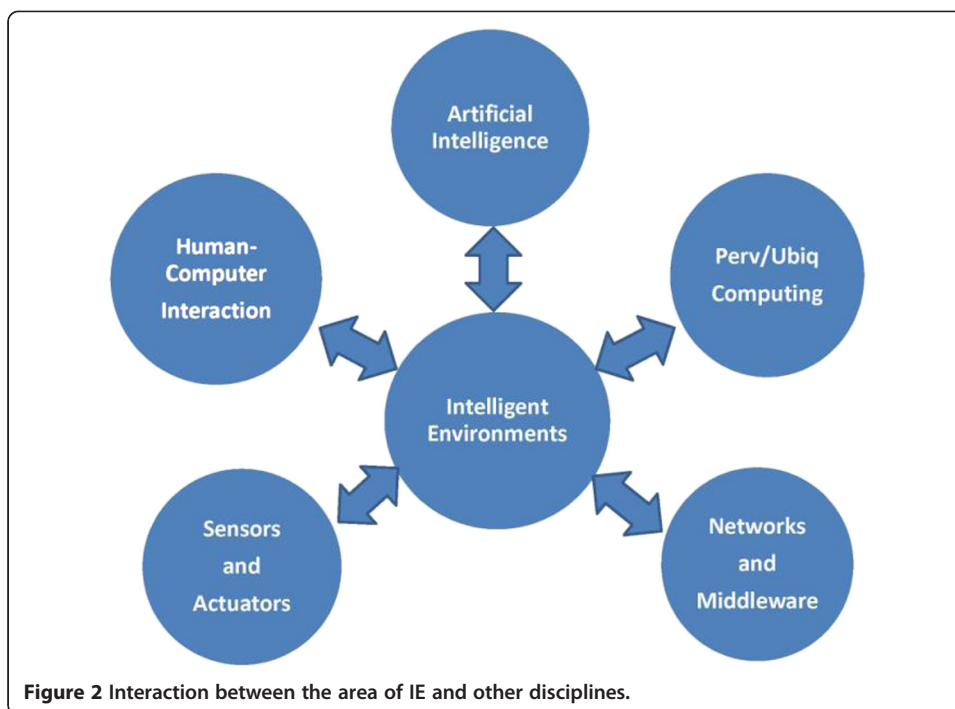 Artificial
Intelligence
Human-
Computer
Interaction
Perv/Ubiq
Computing
Intelligent
Environments
Sensors
and
Actuators
Networks
and
Middleware
Figure 2 Interaction between the area of IE and other disciplines.